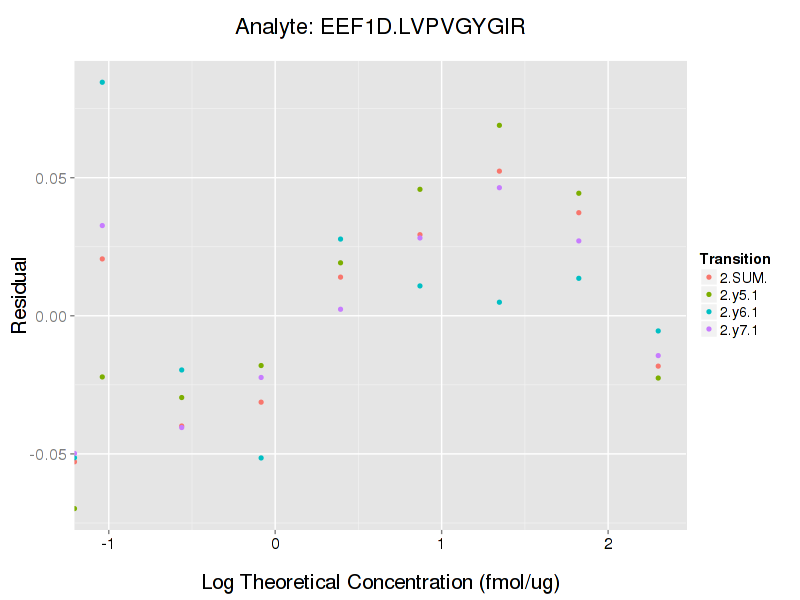 Analyte: EEF1D.LVPVGYGIR
Residual
0.05
0.00
-0.05
-1
0
1
2
Log Theoretical Concentration (fmol/ug)
Transition
2.SUM.
2.y5.1
2.y6.1
2.y7.1